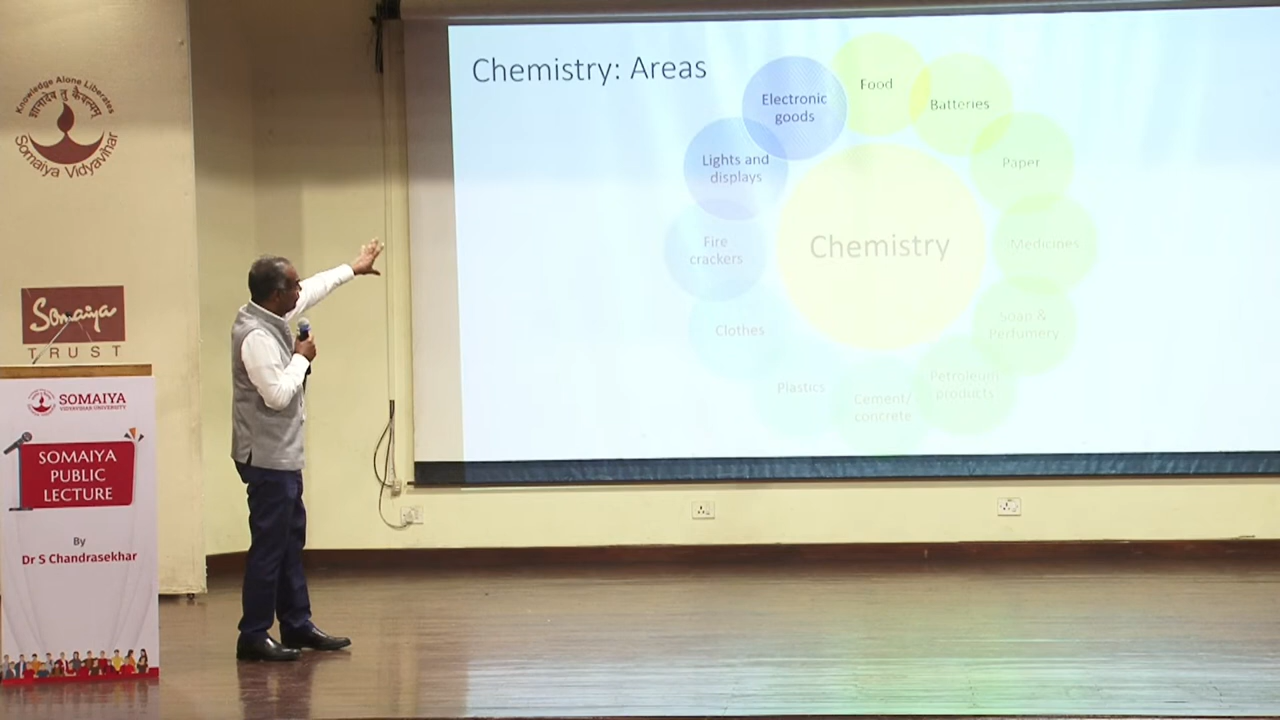 Knowledge Alone Liberates
ज्ञानादेव तु कैवल्यम्
Somaiya Vidyavihar
Somaiya
TRUST
SOMAIYA
VIDYAVIHAR UNIVERSITY
SOMAIYA
PUBLIC
LECTURE
By
Dr S Chandrasekhar
Chemistry: Areas
Food
Batteries
Paper
Medicines
Soap &
Perfumery
Petroleum
products
Cement/
concrete
Plastics
Clothes
Fire
crackers
Lights and
displays
Electronic
goods
Chemistry